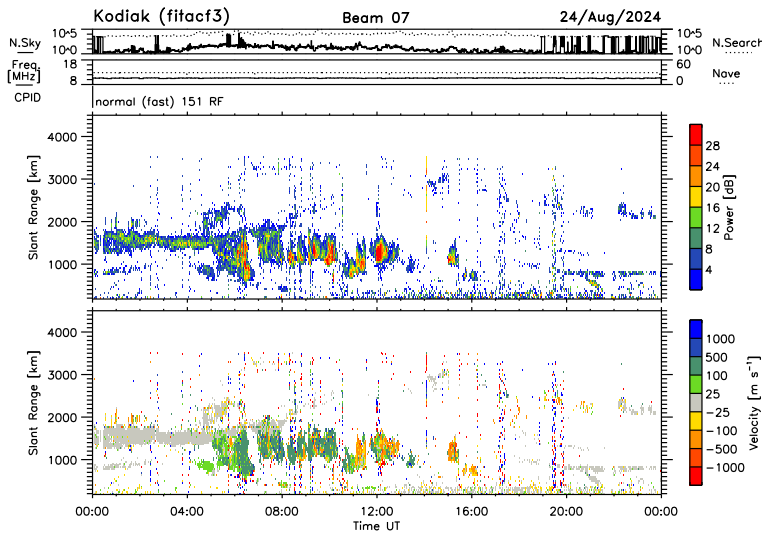 Kodiak (fitacf3) Beam 07 24/Aug/2024
N.Sky 10+5 10+0 10+5 10+0 N.Search
Freq. [MHz] 18 8 60 0 Nave
CPID normal (fast) 151 RF
Slant Range [km]
4000
3000
2000
1000
28
24
20
16
12
8
4
Power [dB]
Slant Range [km]
4000
3000
2000
1000
1000
500
100
25
-25
-100
-500
-1000
Velocity [m s⁻¹]
00:00 04:00 08:00 12:00 16:00 20:00 00:00
Time UT